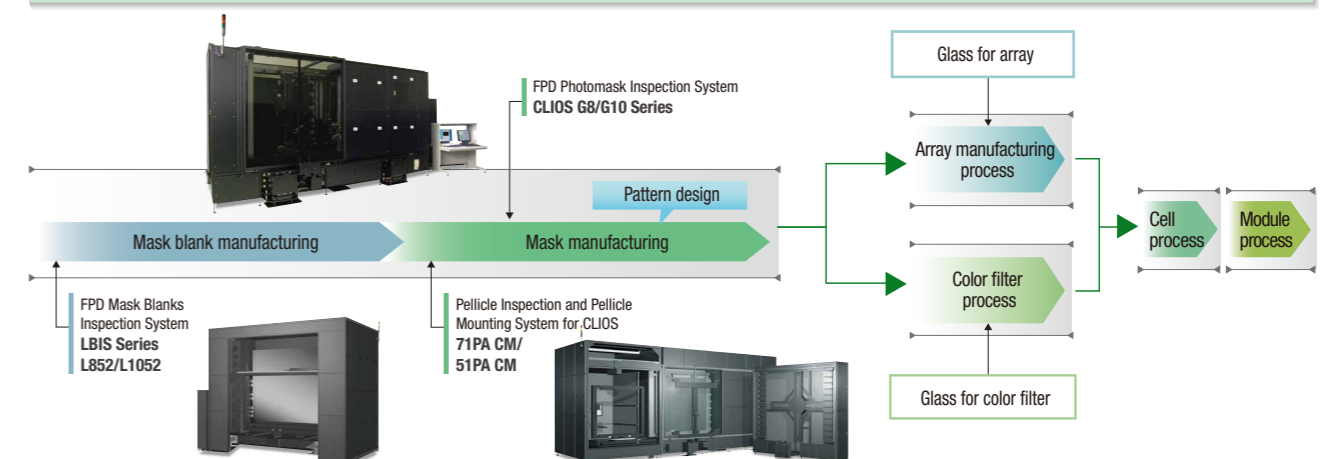 FPD Photomask Inspection System
CLIOS G8/G10 Series
Glass for array
Array manufacturing
process
Pattern design
Mask blank manufacturing
Mask manufacturing
Cell
process
Module
process
Color filter
process
FPD Mask Blanks
Inspection System
LBIS Series
L852/L1052
Pellicle Inspection and Pellicle
Mounting System for CLIOS
71PA CM/
51PA CM
Glass for color filter